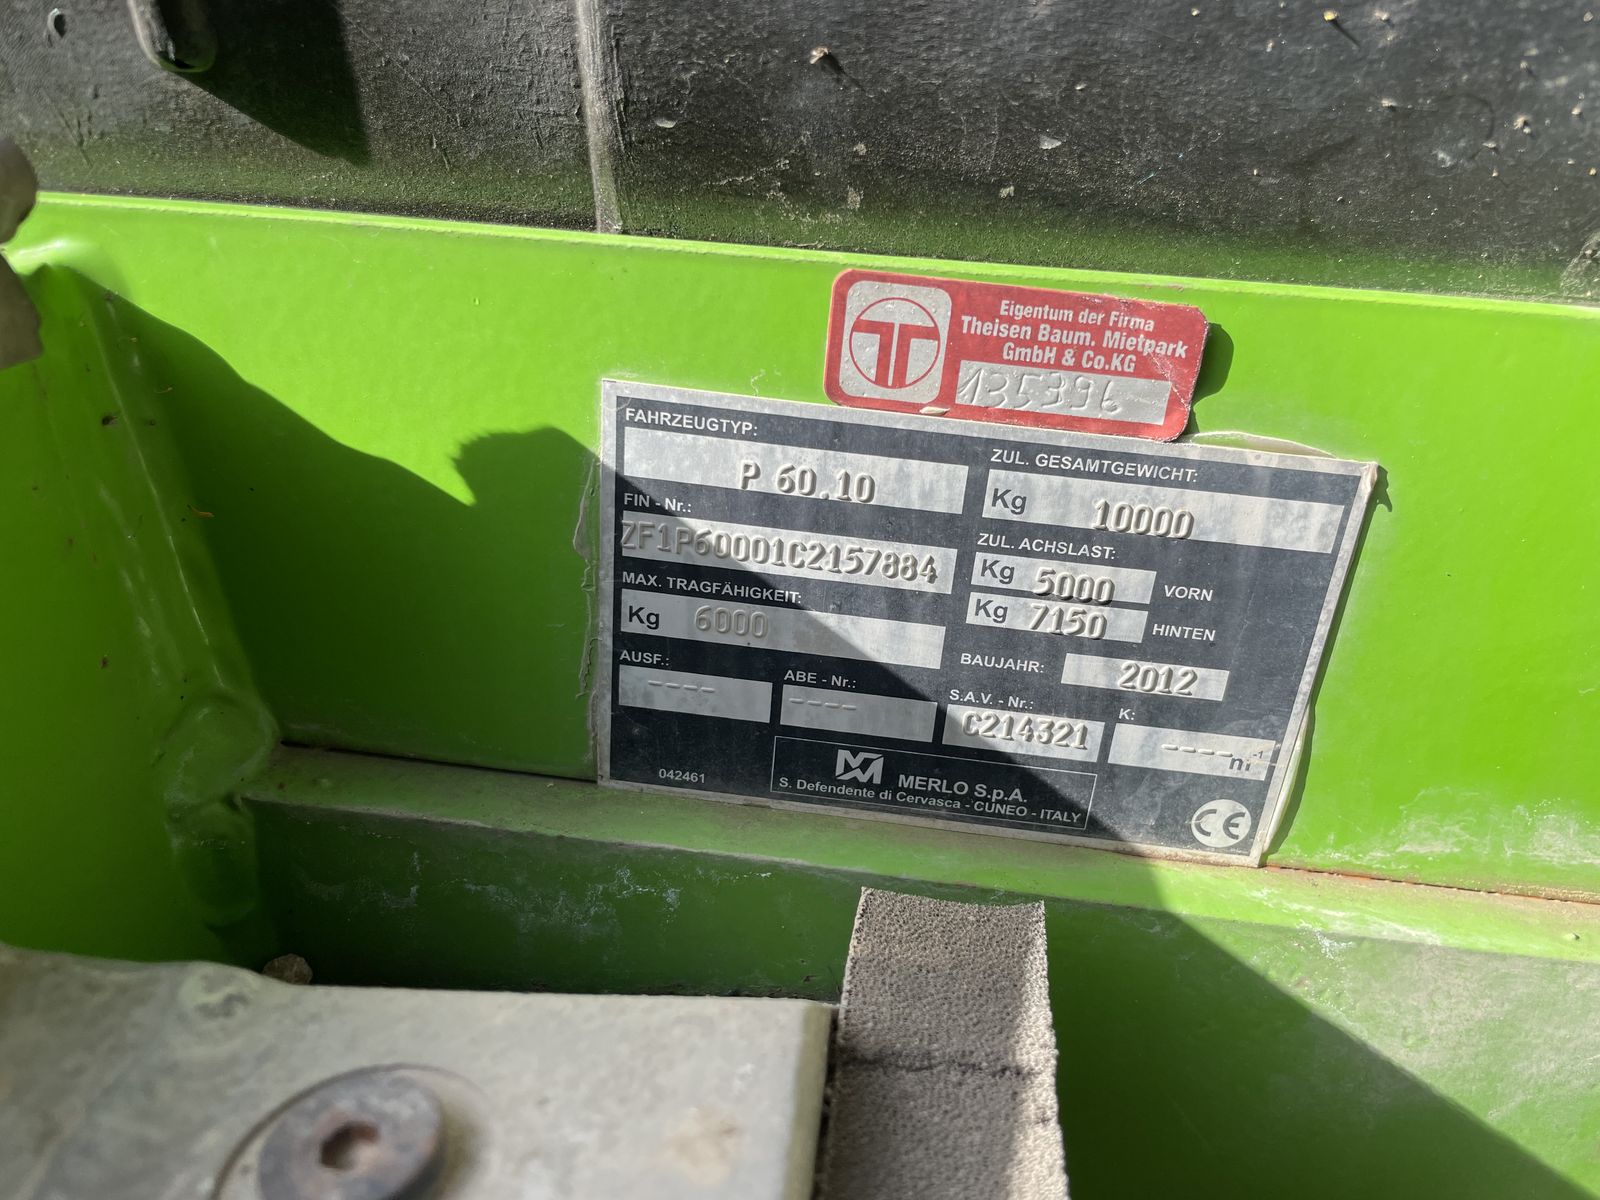 Eigentum der Firma
Theisen Baum. Mietpark
GmbH & Co.KG
135396
FAHRZEUGTYP:
P 60.10
FIN - Nr.:
ZF1P60001C2157884
MAX. TRAGFÄHIGKEIT:
Kg 6000
AUSF.:
----
ABE - Nr.:
----
ZUL. GESAMTGEWICHT:
Kg 10000
ZUL. ACHSLAST:
Kg 5000 VORN
Kg 7150 HINTEN
BAUJAHR: 2012
S.A.V. - Nr.:
C214321
K:
---- m⁻¹
042461
MERLO S.p.A.
S. Defendente di Cervasca - CUNEO - ITALY
CE